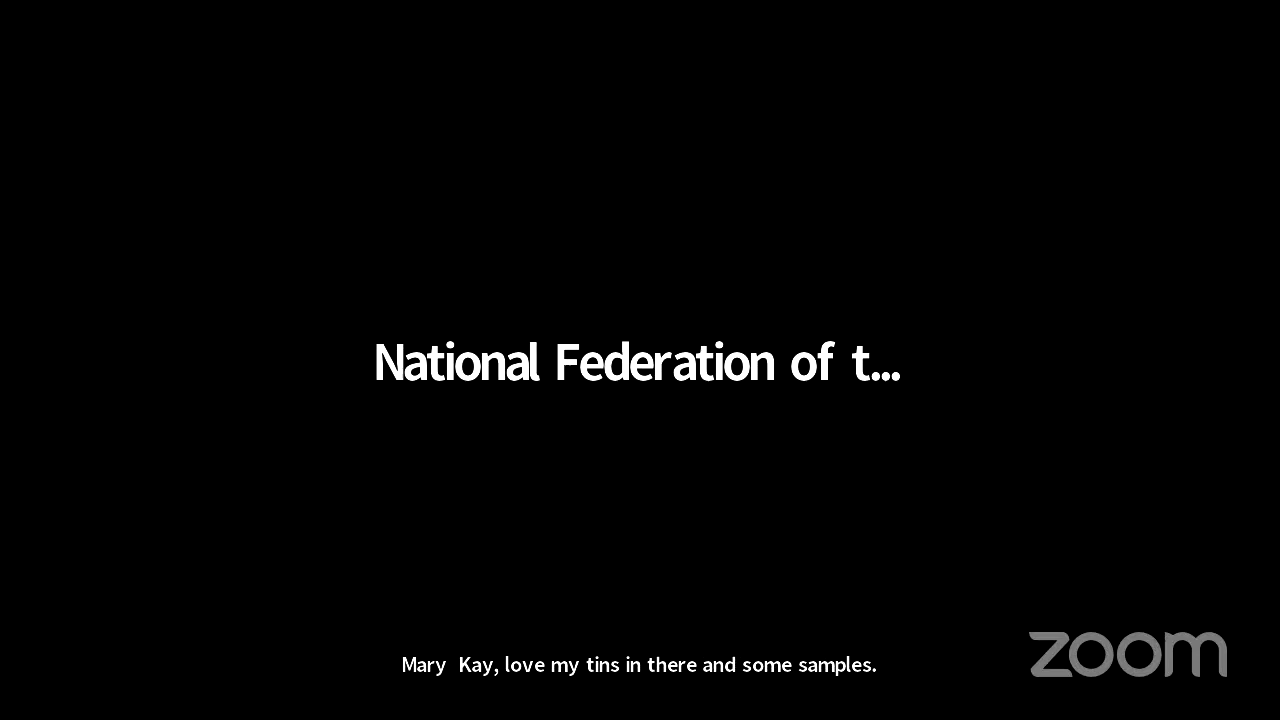 National Federation of t...
Mary Kay, love my tins in there and some samples.
zoom